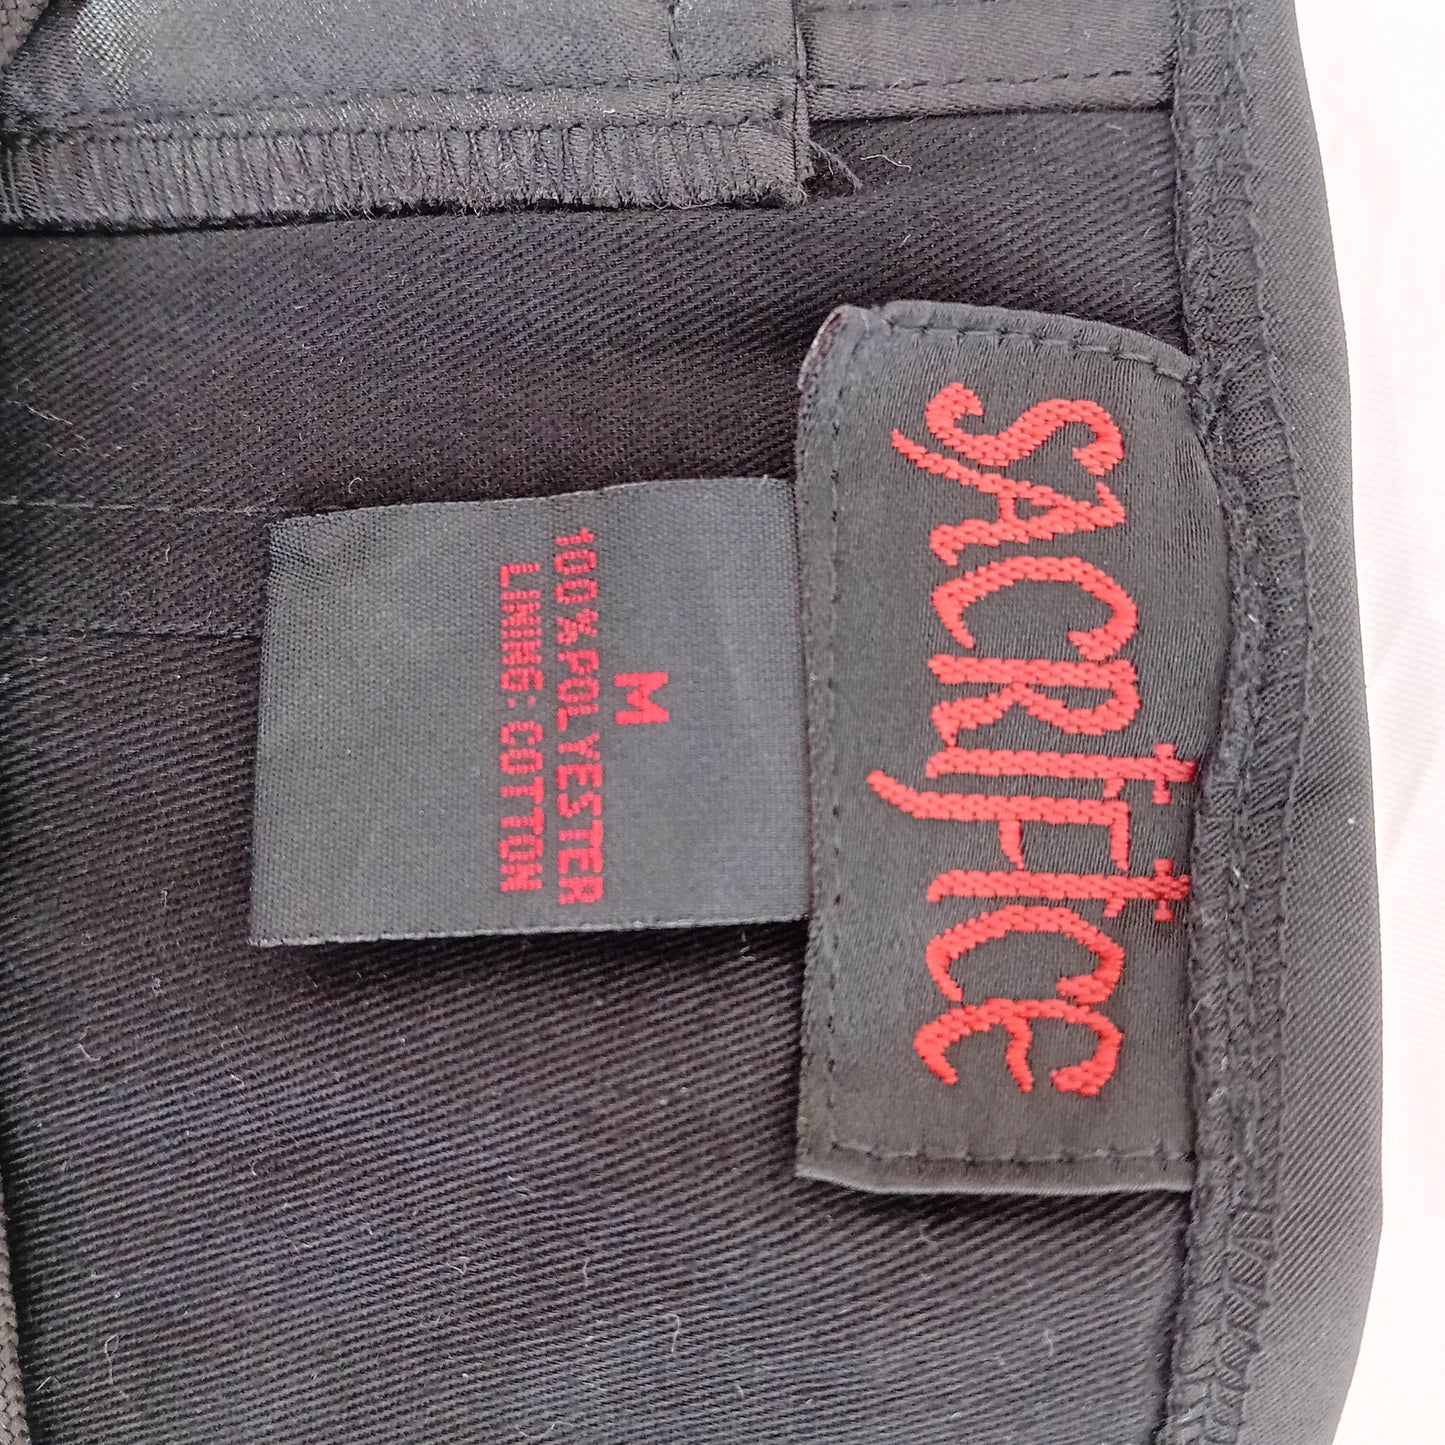 SACRIFICE
M
100%POLYESTER
LINING:COTTON